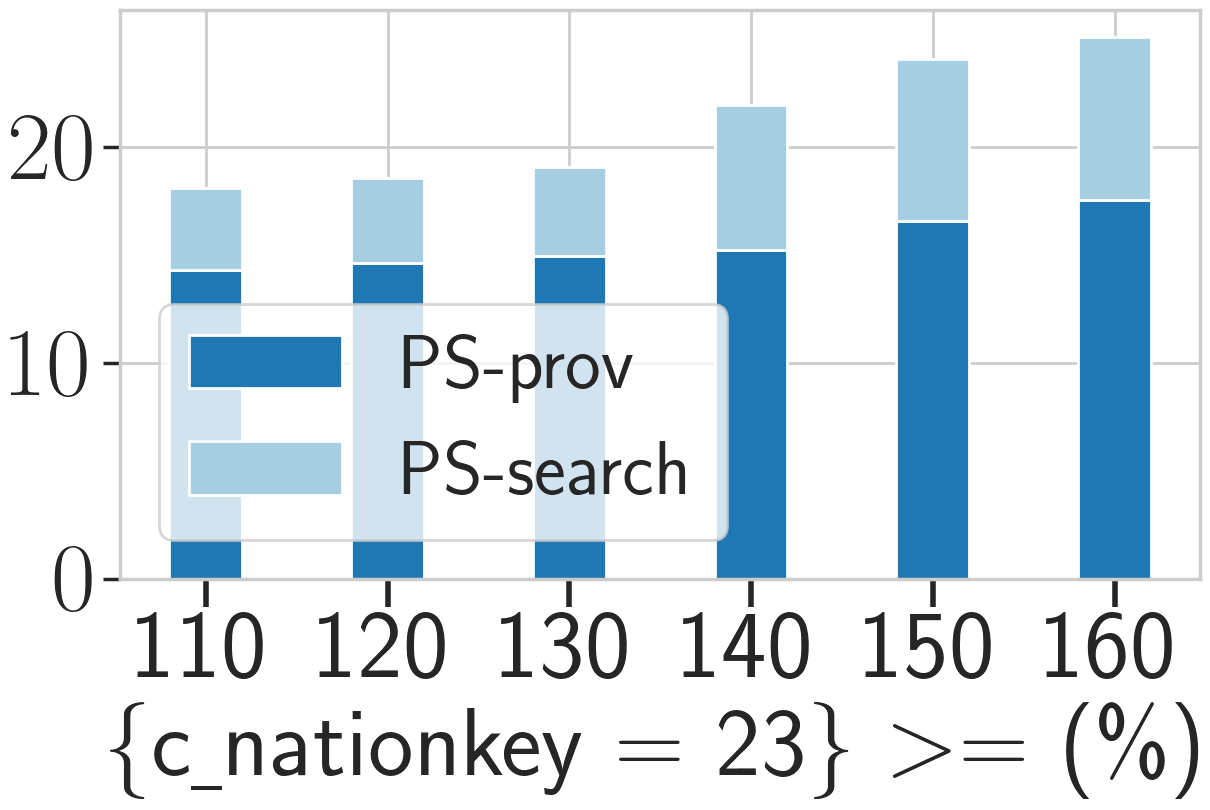 20
10
0
PS-prov
PS-search
110 120 130 140 150 160
{c_nationkey = 23} >= (%)